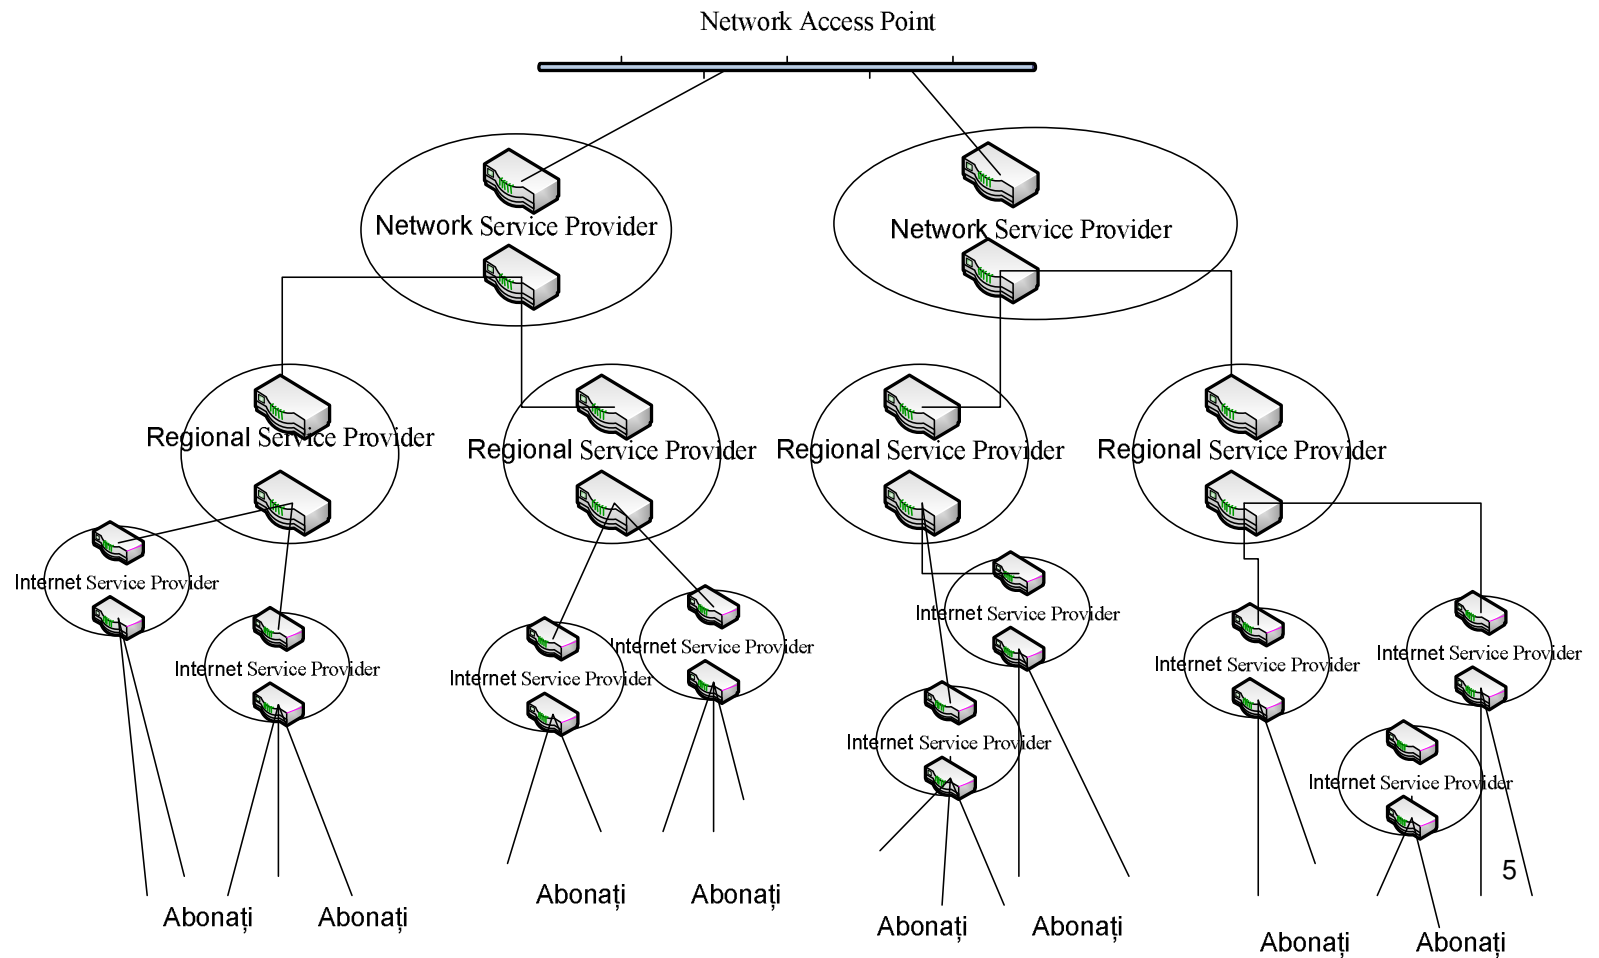 Network Access Point
Network Service Provider
Network Service Provider
Regional Service Provider
Regional Service Provider
Regional Service Provider
Regional Service Provider
Internet Service Provider
Internet Service Provider
Internet Service Provider
Internet Service Provider
Internet Service Provider
Internet Service Provider
Internet Service Provider
Internet Service Provider
Internet Service Provider
5
Abonați
Abonați
Abonați
Abonați
Abonați
Abonați
Abonați
Abonați